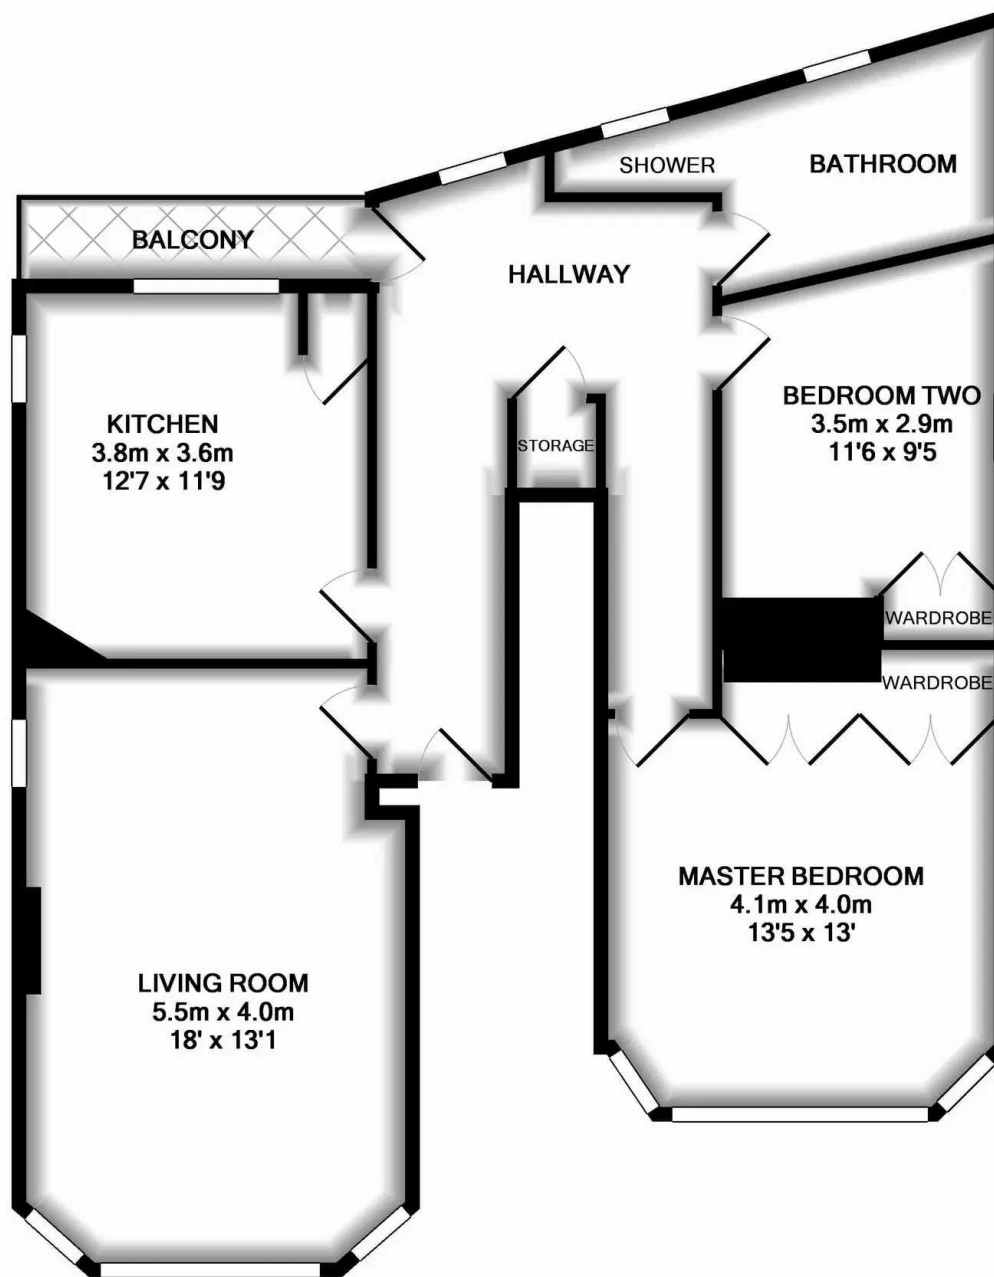 SHOWER
BATHROOM
BALCONY
HALLWAY
BEDROOM TWO
3.5m x 2.9m
11'6 x 9'5
KITCHEN
3.8m x 3.6m
12'7 x 11'9
STORAGE
WARDROBE
WARDROBE
MASTER BEDROOM
4.1m x 4.0m
13'5 x 13'
LIVING ROOM
5.5m x 4.0m
18' x 13'1